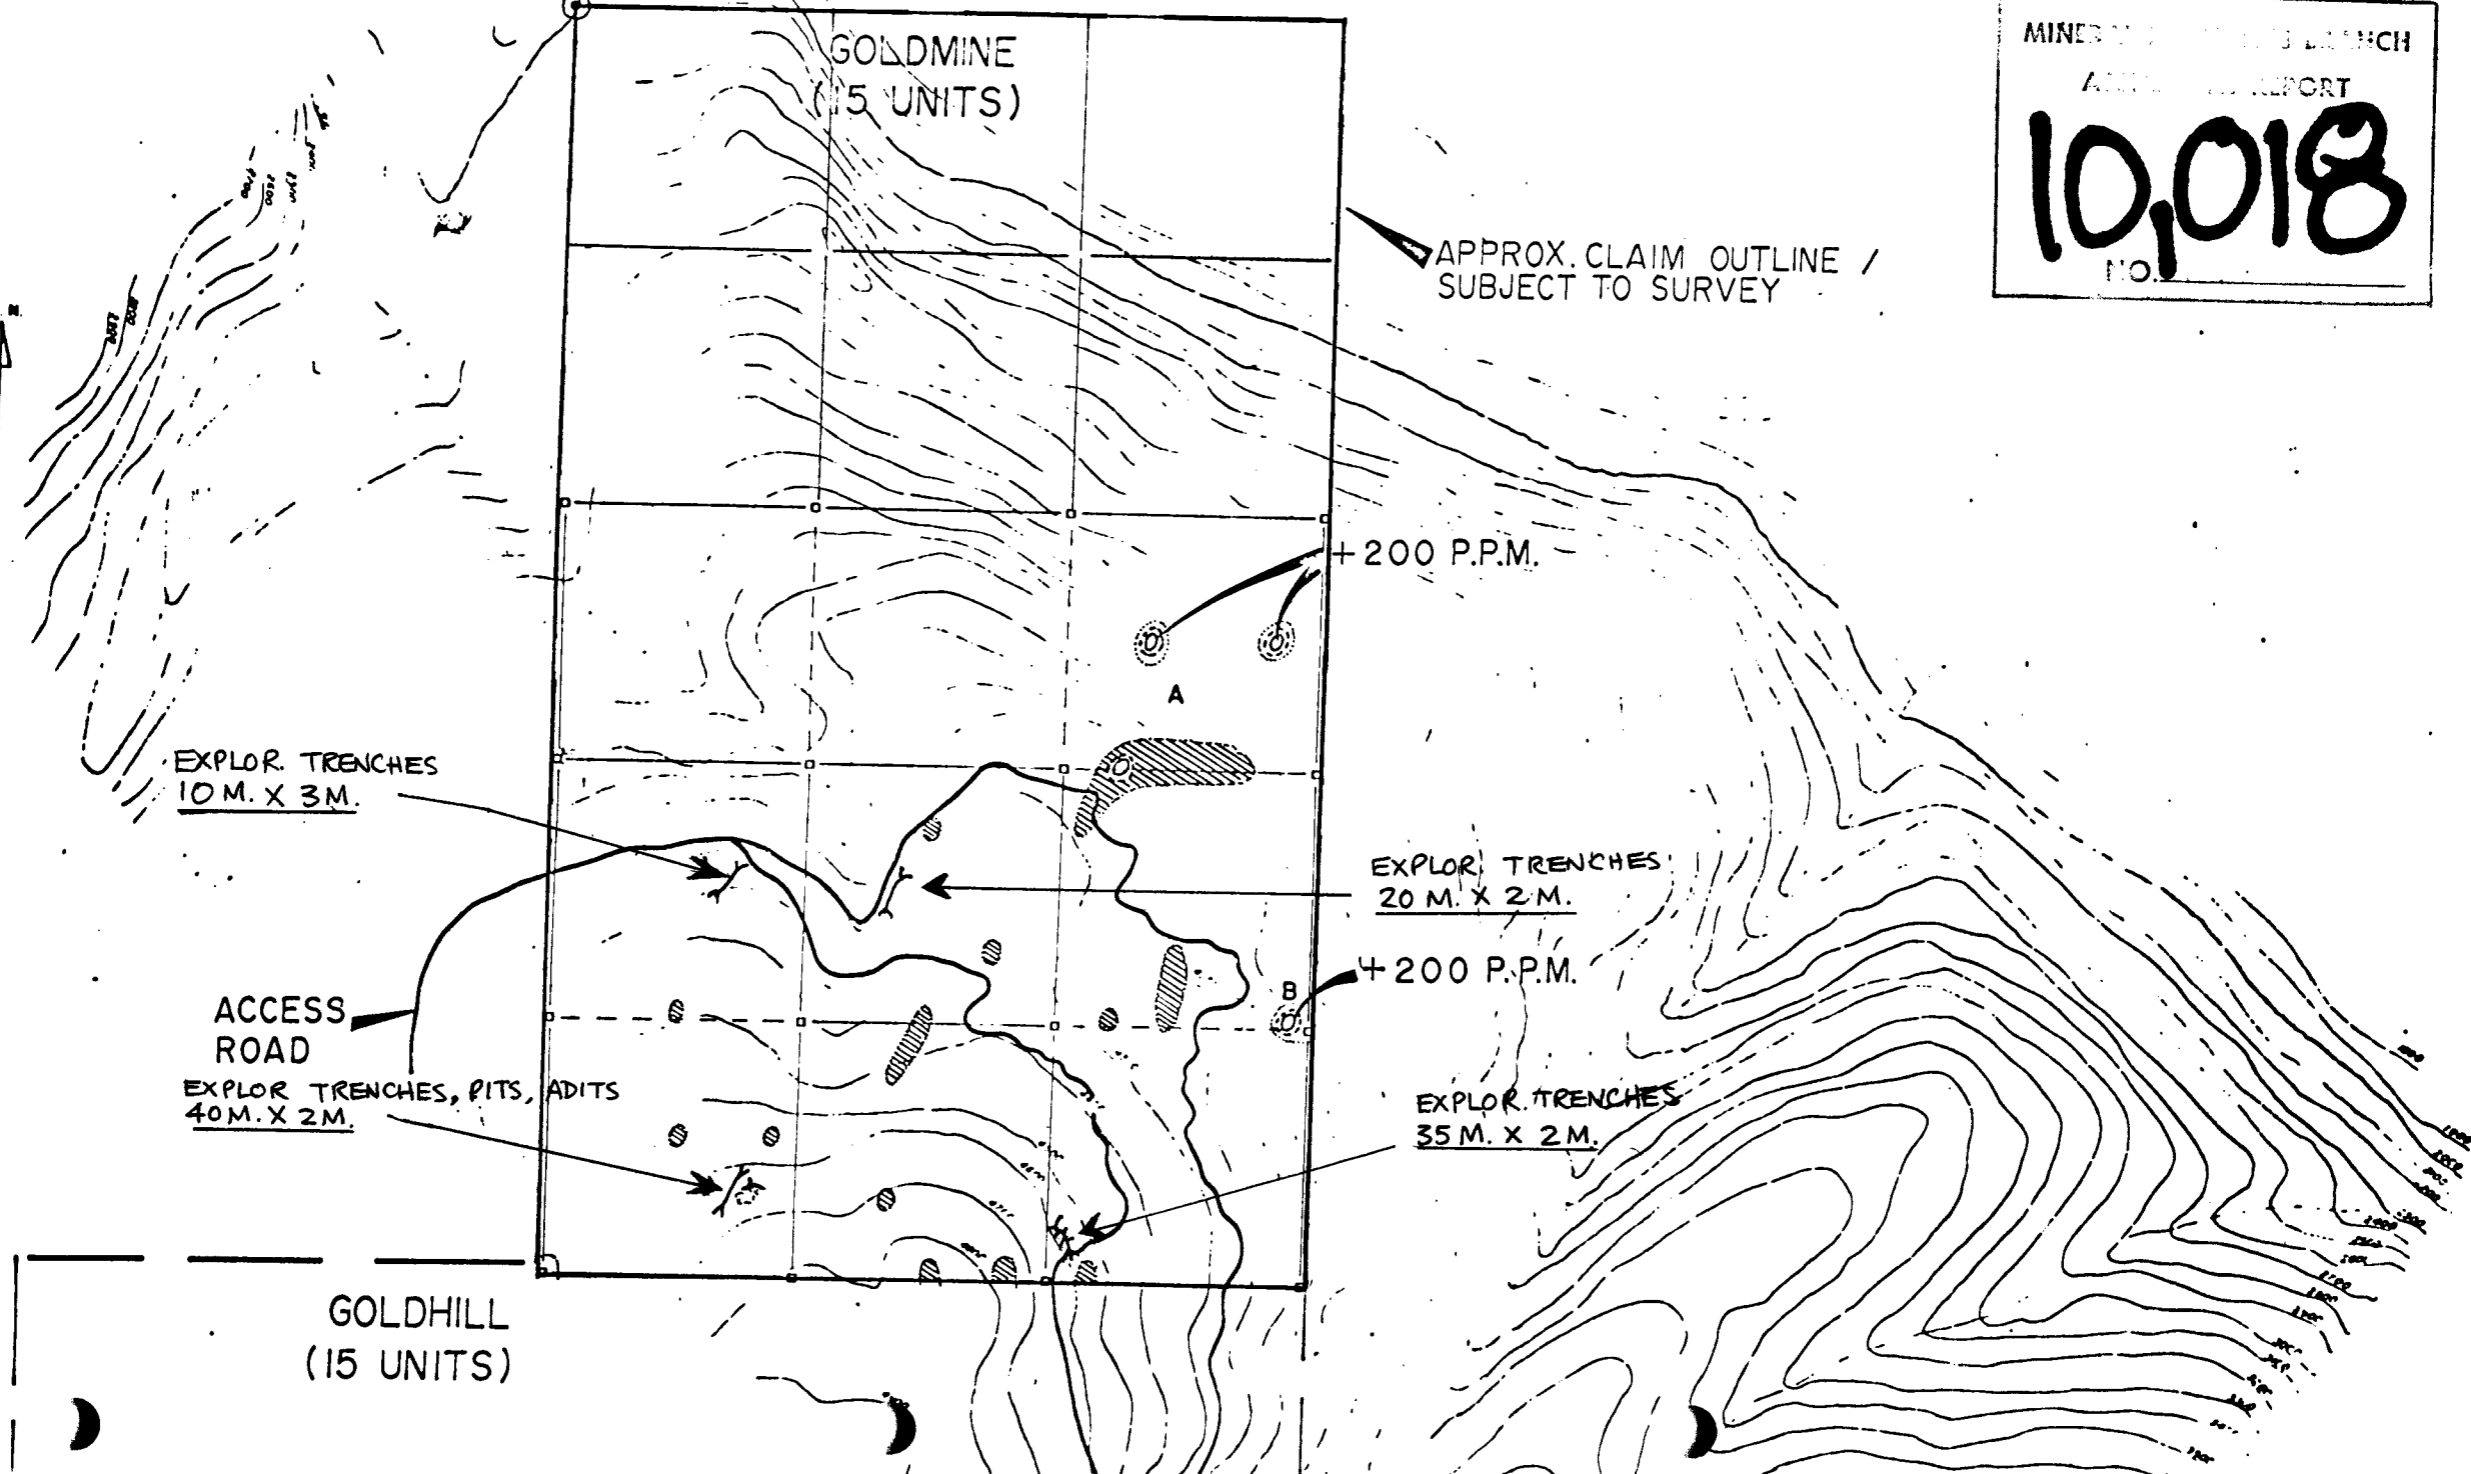 GOLDMINE
(15 UNITS)
REPORT
10,018
NO.
APPROX. CLAIM OUTLINE /
SUBJECT TO SURVEY
+200 P.P.M.
A
EXPLOR. TRENCHES
10 M. X 3 M.
EXPLOR. TRENCHES
20 M. X 2 M.
+200 P.P.M.
B
ACCESS
ROAD
EXPLOR TRENCHES, PITS, ADITS
40 M. X 2 M.
EXPLOR. TRENCHES
35 M. X 2 M.
GOLDHILL
(15 UNITS)